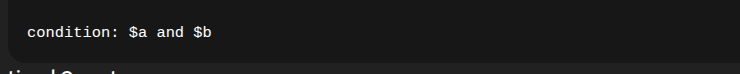 condition: $a and $b